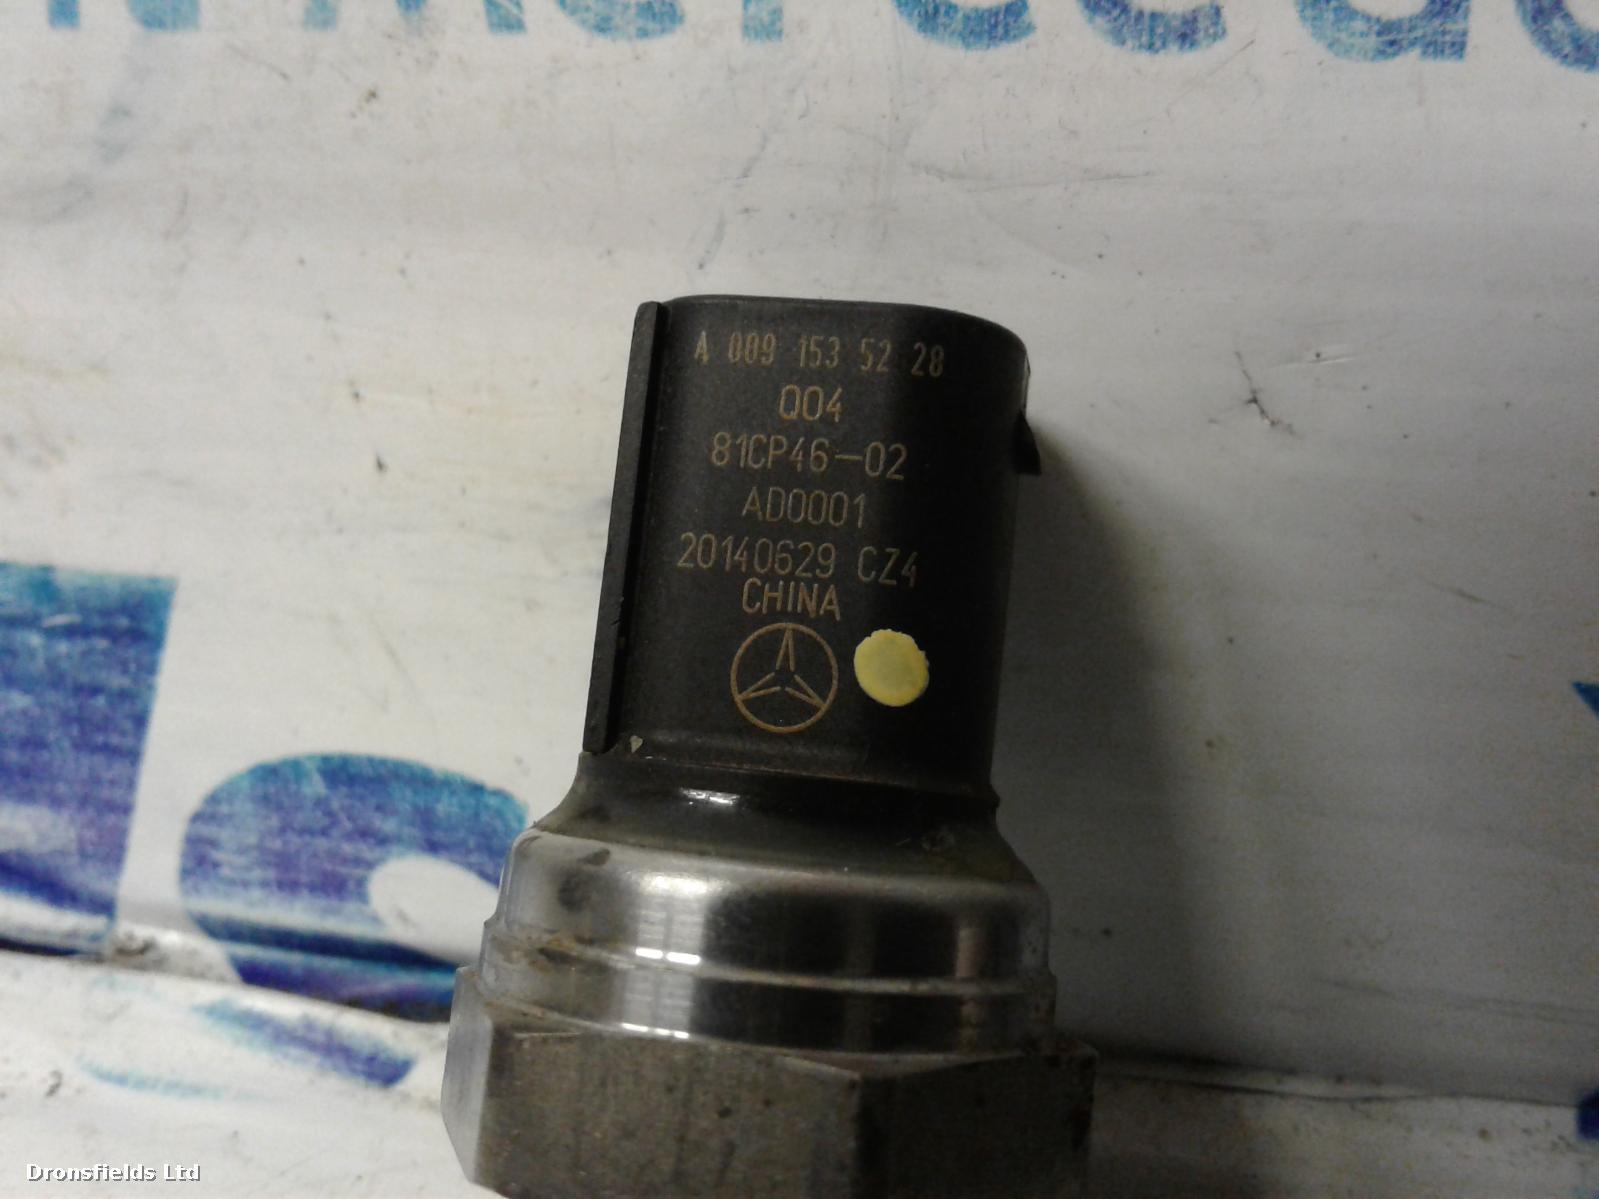 A 009 153 52 28
Q04
81CP46-02
AD0001
20140629 CZ4
CHINA
Dronsfields Ltd